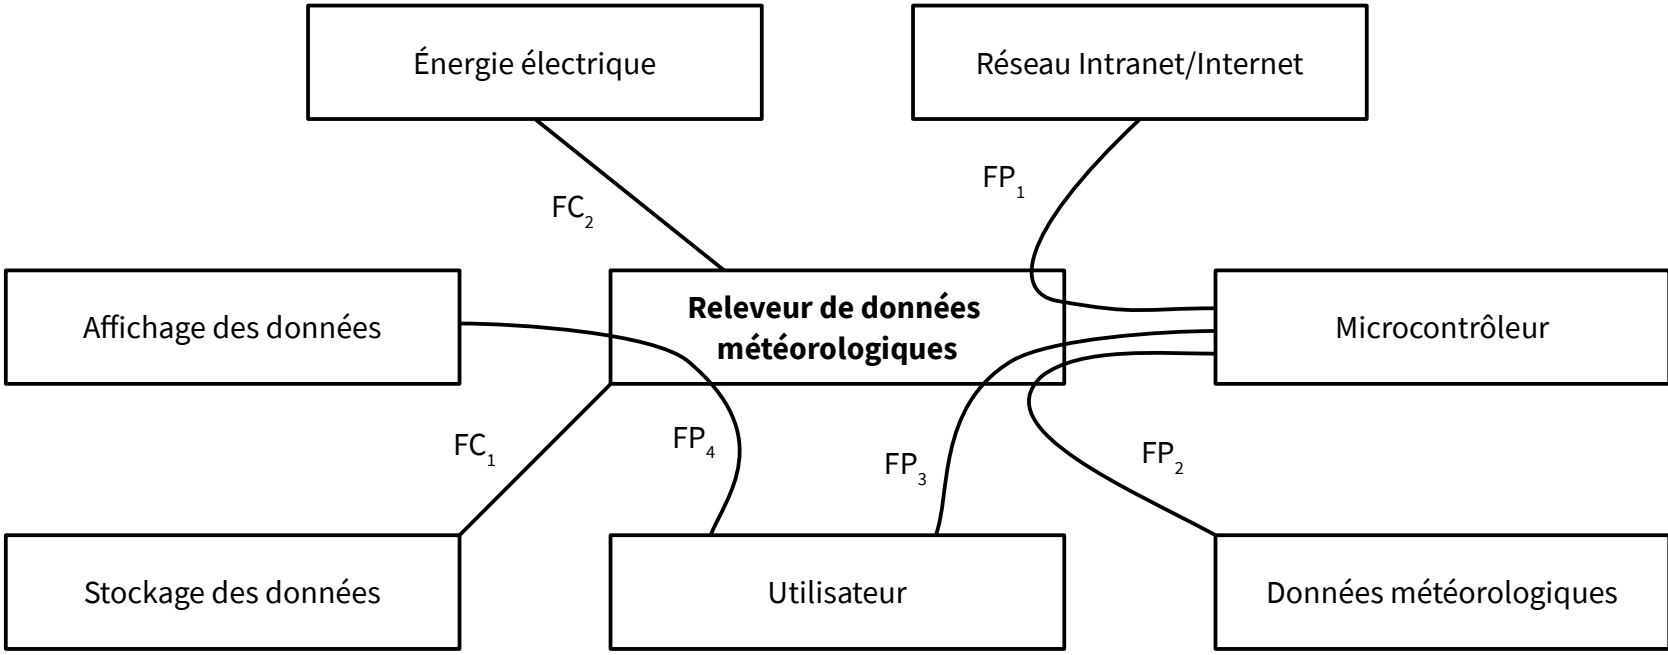 Énergie électrique
Réseau Intranet/Internet
FP1
FC2
Affichage des données
Releveur de données
météorologiques
Microcontrôleur
FC1
FP4
FP3
FP2
Stockage des données
Utilisateur
Données météorologiques